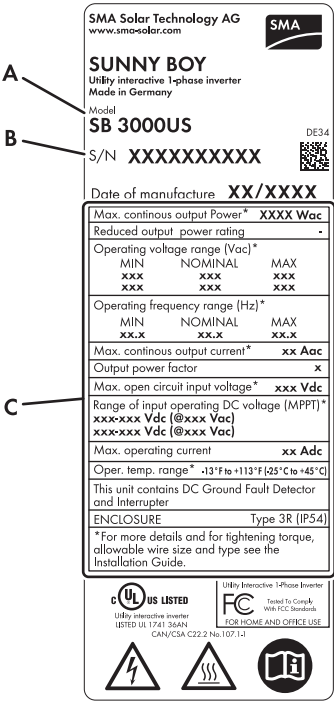 SMA Solar Technology AG
www.sma-solar.com
SMA
SUNNY BOY
Utility interactive 1-phase inverter
Made in Germany
A
Model
SB 3000US
DE34
B
S/N XXXXXXXXXX
Date of manufacture XX/XXXX
C
Max. continous output Power* XXXX Wac
Reduced output power rating -
Operating voltage range (Vac)*
MIN NOMINAL MAX
xxx xxx xxx
xxx xxx xxx
Operating frequency range (Hz)*
MIN NOMINAL MAX
xx.x xx.x xx.x
Max. continous output current* xx Aac
Output power factor x
Max. open circuit input voltage* xxx Vdc
Range of input operating DC voltage (MPPT)*
xxx-xxx Vdc (@xxx Vac)
xxx-xxx Vdc (@xxx Vac)
Max. operating current xx Adc
Oper. temp. range* -13°F to +113°F (-25°C to +45°C)
This unit contains DC Ground Fault Detector
and Interrupter
ENCLOSURE Type 3R (IP54)
*For more details and for tightening torque,
allowable wire size and type see the
Installation Guide.
C UL US LISTED
Utility interactive inverter
LISTED UL 1741 36AN
CAN/CSA C22.2 No.107.1-1
Utility Interactive 1-Phase Inverter
FC Tested To Comply
With FCC Standards
FOR HOME AND OFFICE USE